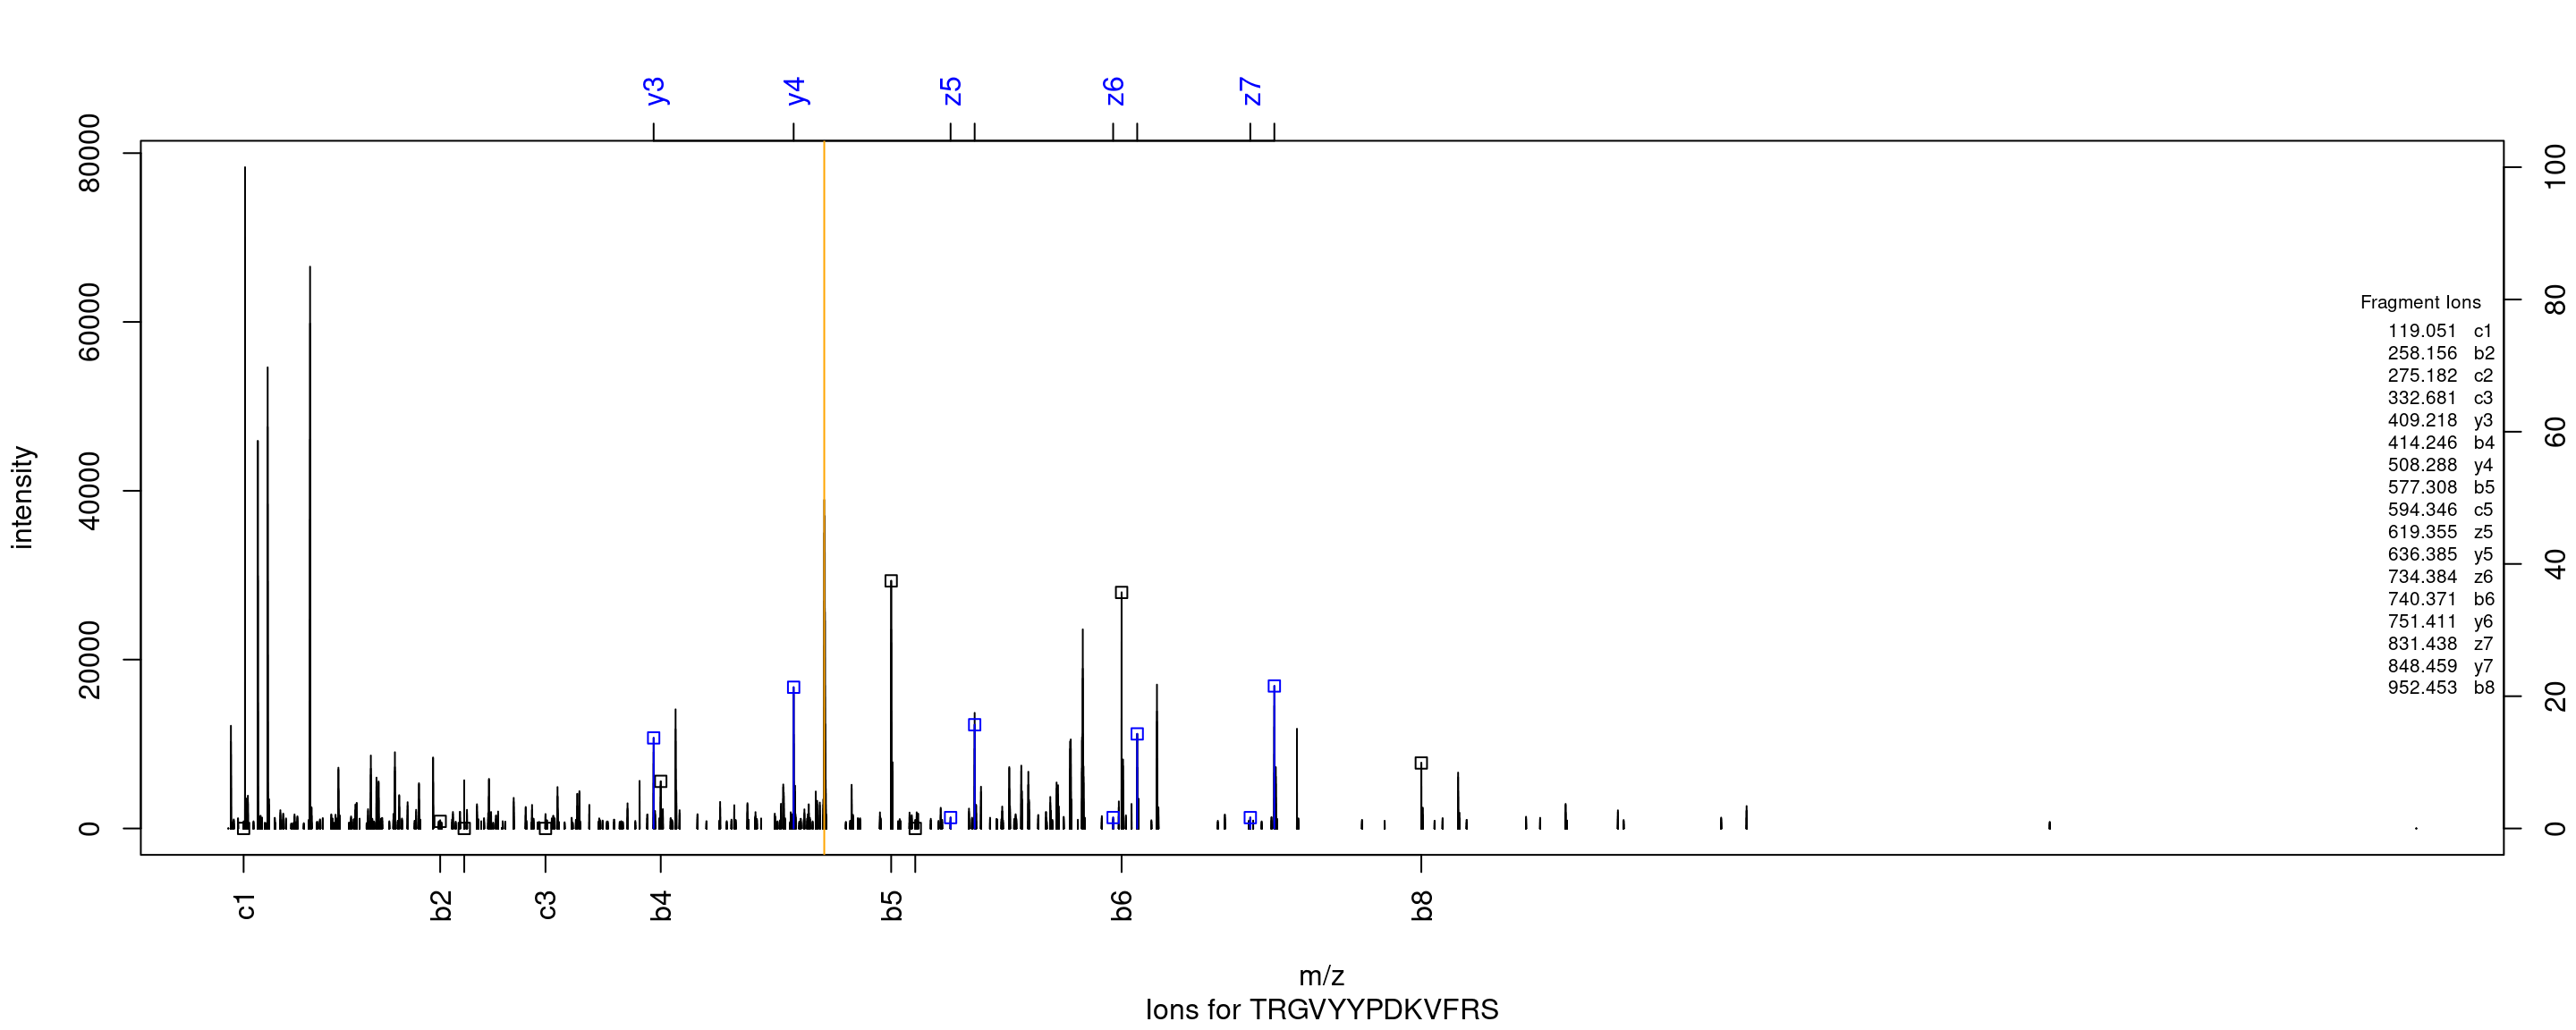 y3 y4 z5 z6 z7
80000
60000
40000
20000
0
intensity
100
80
60
40
20
0
Fragment Ions
119.051 c1
258.156 b2
275.182 c2
332.681 c3
409.218 y3
414.246 b4
508.288 y4
577.308 b5
594.346 c5
619.355 z5
636.385 y5
734.384 z6
740.371 b6
751.411 y6
831.438 z7
848.459 y7
952.453 b8
c1 b2 c3 b4 b5 b6 b8
m/z
Ions for TRGVYYPDKVFRS